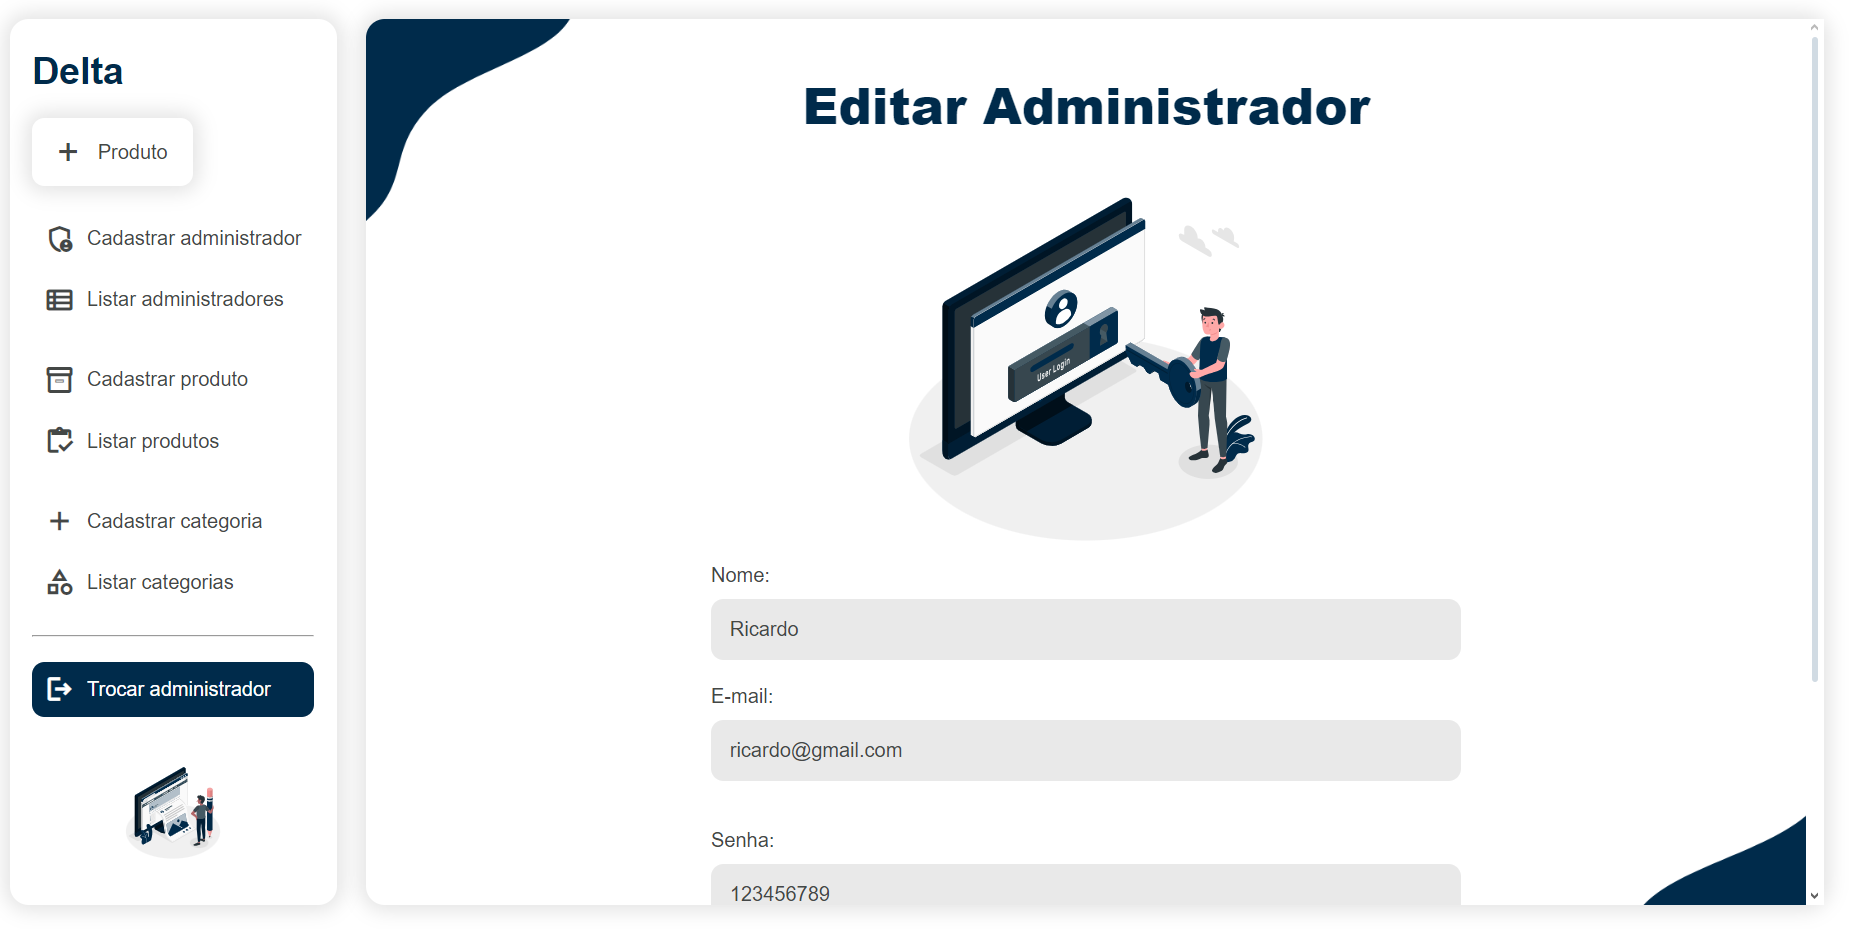 Delta
Produto
Cadastrar administrador
Listar administradores
Cadastrar produto
Listar produtos
Cadastrar categoria
Listar categorias
Trocar administrador
Editar Administrador
User Login
Nome:
Ricardo
E-mail:
ricardo@gmail.com
Senha:
123456789